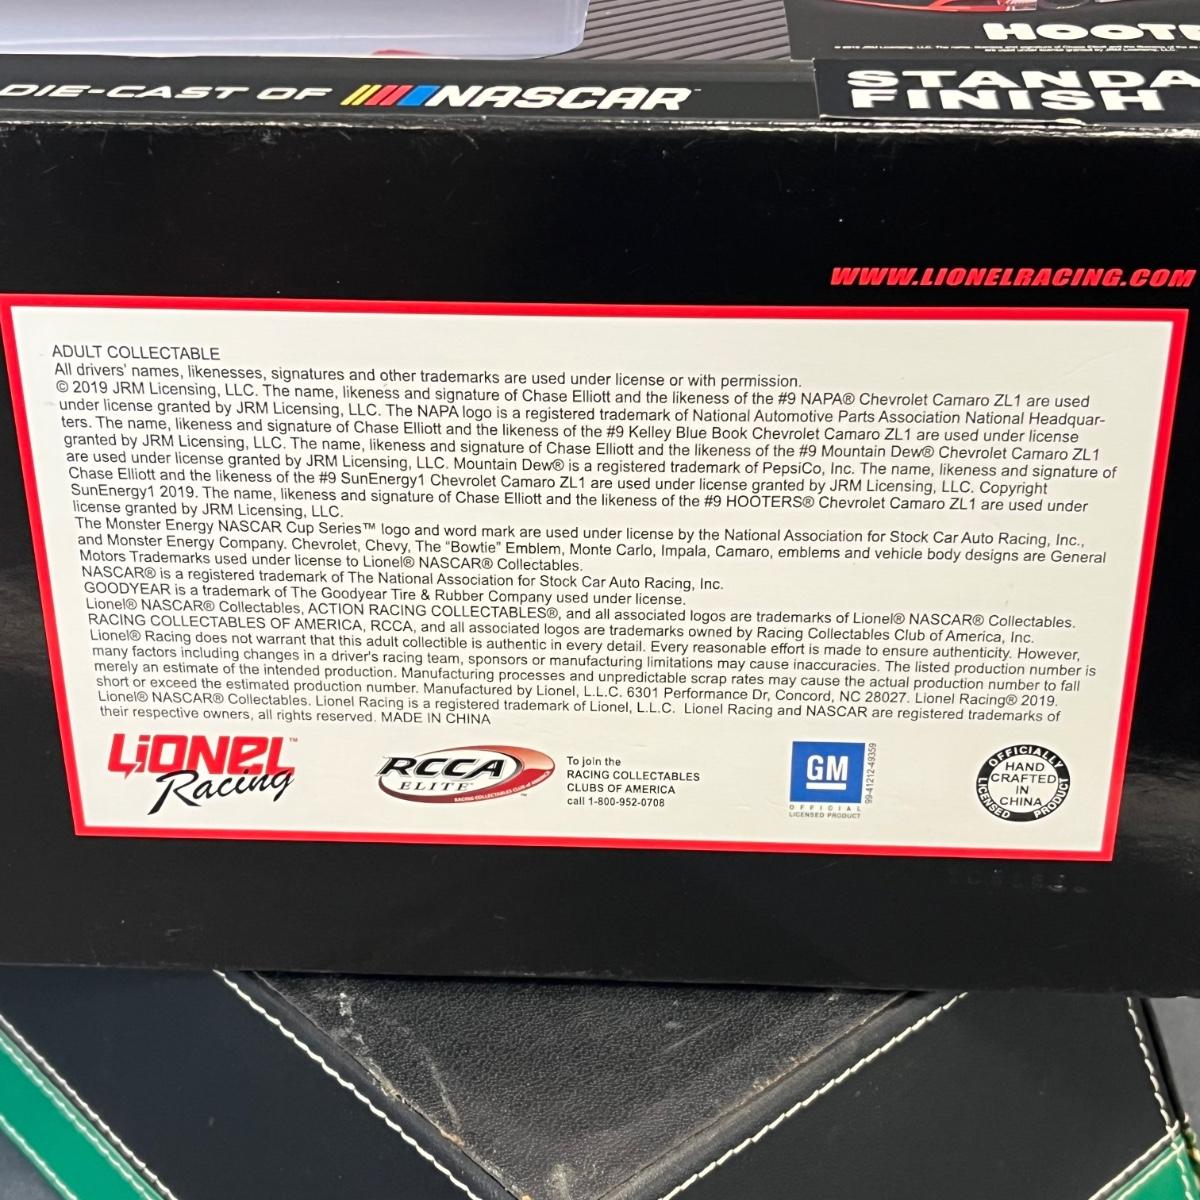 HOOTE
DIE-CAST OF NASCAR
STANDA
FINISH
WWW.LIONELRACING.COM
ADULT COLLECTABLE
All drivers' names, likenesses, signatures and other trademarks are used under license or with permission.
© 2019 JRM Licensing, LLC. The name, likeness and signature of Chase Elliott and the likeness of the #9 NAPA® Chevrolet Camaro ZL1 are used
under license granted by JRM Licensing, LLC. The NAPA logo is a registered trademark of National Automotive Parts Association National Headquar-
ters. The name, likeness and signature of Chase Elliott and the likeness of the #9 Kelley Blue Book Chevrolet Camaro ZL1 are used under license
granted by JRM Licensing, LLC. The name, likeness and signature of Chase Elliott and the likeness of the #9 Mountain Dew® Chevrolet Camaro ZL1
are used under license granted by JRM Licensing, LLC. Mountain Dew® is a registered trademark of PepsiCo, Inc. The name, likeness and signature of
Chase Elliott and the likeness of the #9 SunEnergy1 Chevrolet Camaro ZL1 are used under license granted by JRM Licensing, LLC. Copyright
SunEnergy1 2019. The name, likeness and signature of Chase Elliott and the likeness of the #9 HOOTERS® Chevrolet Camaro ZL1 are used under
license granted by JRM Licensing, LLC.
The Monster Energy NASCAR Cup Series™ logo and word mark are used under license by the National Association for Stock Car Auto Racing, Inc.,
and Monster Energy Company. Chevrolet, Chevy, The "Bowtie" Emblem, Monte Carlo, Impala, Camaro, emblems and vehicle body designs are General
Motors Trademarks used under license to Lionel® NASCAR® Collectables.
NASCAR® is a registered trademark of The National Association for Stock Car Auto Racing, Inc.
GOODYEAR is a trademark of The Goodyear Tire & Rubber Company used under license.
Lionel® NASCAR® Collectables, ACTION RACING COLLECTABLES®, and all associated logos are trademarks of Lionel® NASCAR® Collectables.
RACING COLLECTABLES OF AMERICA, RCCA, and all associated logos are trademarks owned by Racing Collectables Club of America, Inc.
Lionel® Racing does not warrant that this adult collectible is authentic in every detail. Every reasonable effort is made to ensure authenticity. However,
many factors including changes in a driver's racing team, sponsors or manufacturing limitations may cause inaccuracies. The listed production number is
merely an estimate of the intended production. Manufacturing processes and unpredictable scrap rates may cause the actual production number to fall
short or exceed the estimated production number. Manufactured by Lionel, L.L.C. 6301 Performance Dr, Concord, NC 28027. Lionel Racing® 2019.
Lionel® NASCAR® Collectables. Lionel Racing is a registered trademark of Lionel, L.L.C. Lionel Racing and NASCAR are registered trademarks of
their respective owners, all rights reserved. MADE IN CHINA
LIONEL™
Racing
RCCA
ELITE
RACING COLLECTABLES CLUB of AMERICA
To join the
RACING COLLECTABLES
CLUBS OF AMERICA
call 1-800-952-0708
GM
OFFICIAL
LICENSED PRODUCT
99-41212-49359
OFFICIALLY
HAND
CRAFTED
IN
CHINA
LICENSED PRODUCT